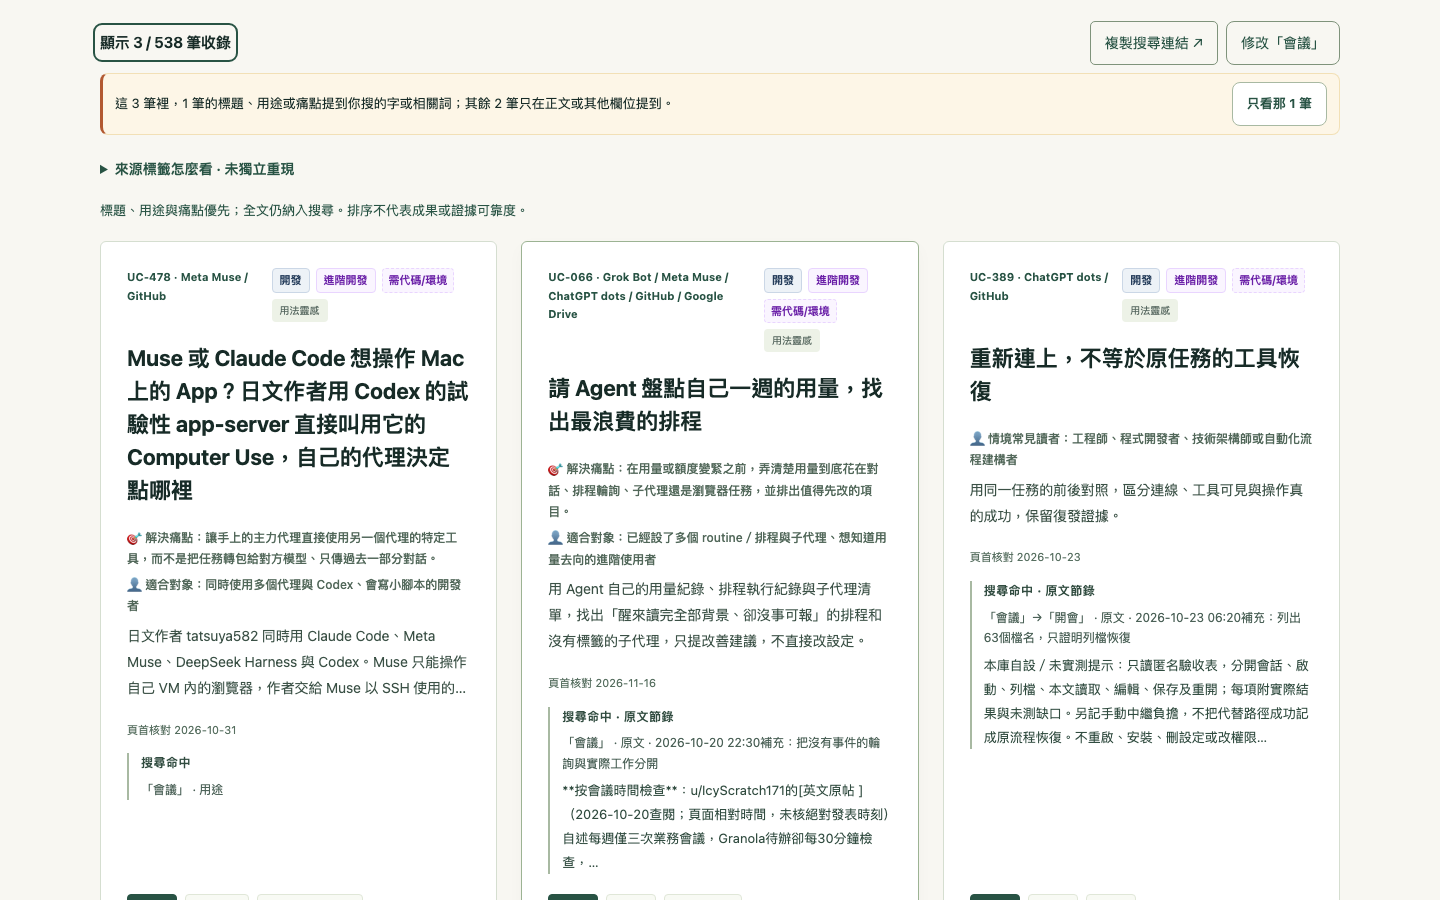 顯示 3 / 538 筆收錄
複製搜尋連結 ↗
修改「會議」
這 3 筆裡，1 筆的標題、用途或痛點提到你搜的字或相關詞；其餘 2 筆只在正文或其他欄位提到。
只看那 1 筆
▶ 來源標籤怎麼看 · 未獨立重現
標題、用途與痛點優先；全文仍納入搜尋。排序不代表成果或證據可靠度。
UC-478 · Meta Muse /
GitHub
開發
進階開發
需代碼/環境
用法靈感
Muse 或 Claude Code 想操作 Mac
上的 App？日文作者用 Codex 的試
驗性 app-server 直接叫用它的
Computer Use，自己的代理決定
點哪裡
🎯 解決痛點：讓手上的主力代理直接使用另一個代理的特定工
具，而不是把任務轉包給對方模型、只傳過去一部分對話。
👤 適合對象：同時使用多個代理與 Codex、會寫小腳本的開發
者
日文作者 tatsuya582 同時用 Claude Code、Meta
Muse、DeepSeek Harness 與 Codex。Muse 只能操作
自己 VM 內的瀏覽器，作者交給 Muse 以 SSH 使用的...
頁首核對 2026-10-31
搜尋命中
「會議」 · 用途
UC-066 · Grok Bot / Meta Muse /
ChatGPT dots / GitHub / Google
Drive
開發
進階開發
需代碼/環境
用法靈感
請 Agent 盤點自己一週的用量，找
出最浪費的排程
🎯 解決痛點：在用量或額度變緊之前，弄清楚用量到底花在對
話、排程輪詢、子代理還是瀏覽器任務，並排出值得先改的項
目。
👤 適合對象：已經設了多個 routine / 排程與子代理、想知道用
量去向的進階使用者
用 Agent 自己的用量紀錄、排程執行紀錄與子代理清
單，找出「醒來讀完全部背景、卻沒事可報」的排程和
沒有標籤的子代理，只提改善建議，不直接改設定。
頁首核對 2026-11-16
搜尋命中 · 原文節錄
「會議」 · 原文 · 2026-10-20 22:30補充：把沒有事件的輪
詢與實際工作分開
**按會議時間檢查**：u/IcyScratch171的[英文原帖 ]
（2026-10-20查閱；頁面相對時間，未核絕對發表時刻)
自述每週僅三次業務會議，Granola待辦卻每30分鐘檢
查，...
UC-389 · ChatGPT dots /
GitHub
開發
進階開發
需代碼/環境
用法靈感
重新連上，不等於原任務的工具恢
復
👤 情境常見讀者：工程師、程式開發者、技術架構師或自動化流
程建構者
用同一任務的前後對照，區分連線、工具可見與操作真
的成功，保留復發證據。
頁首核對 2026-10-23
搜尋命中 · 原文節錄
「會議」→「開會」 · 原文 · 2026-10-23 06:20補充：列出
63個檔名，只證明列檔恢復
本庫自設 / 未實測提示：只讀匿名驗收表，分開會話、啟
動、列檔、本文讀取、編輯、保存及重開；每項附實際結
果與未測缺口。另記手動中繼負擔，不把代替路徑成功記
成原流程恢復。不重啟、安裝、刪設定或改權限...